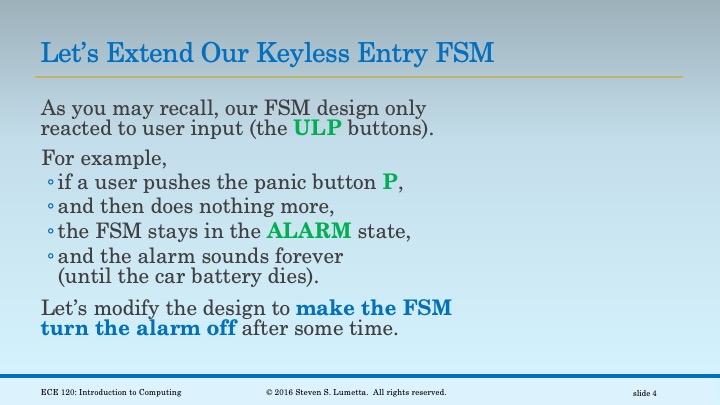 Let's Extend Our Keyless Entry FSM
As you may recall, our FSM design only
reacted to user input (the ULP buttons).
For example,
◦ if a user pushes the panic button P,
◦ and then does nothing more,
◦ the FSM stays in the ALARM state,
◦ and the alarm sounds forever
(until the car battery dies).
Let's modify the design to make the FSM
turn the alarm off after some time.
ECE 120: Introduction to Computing
© 2016 Steven S. Lumetta. All rights reserved.
slide 4